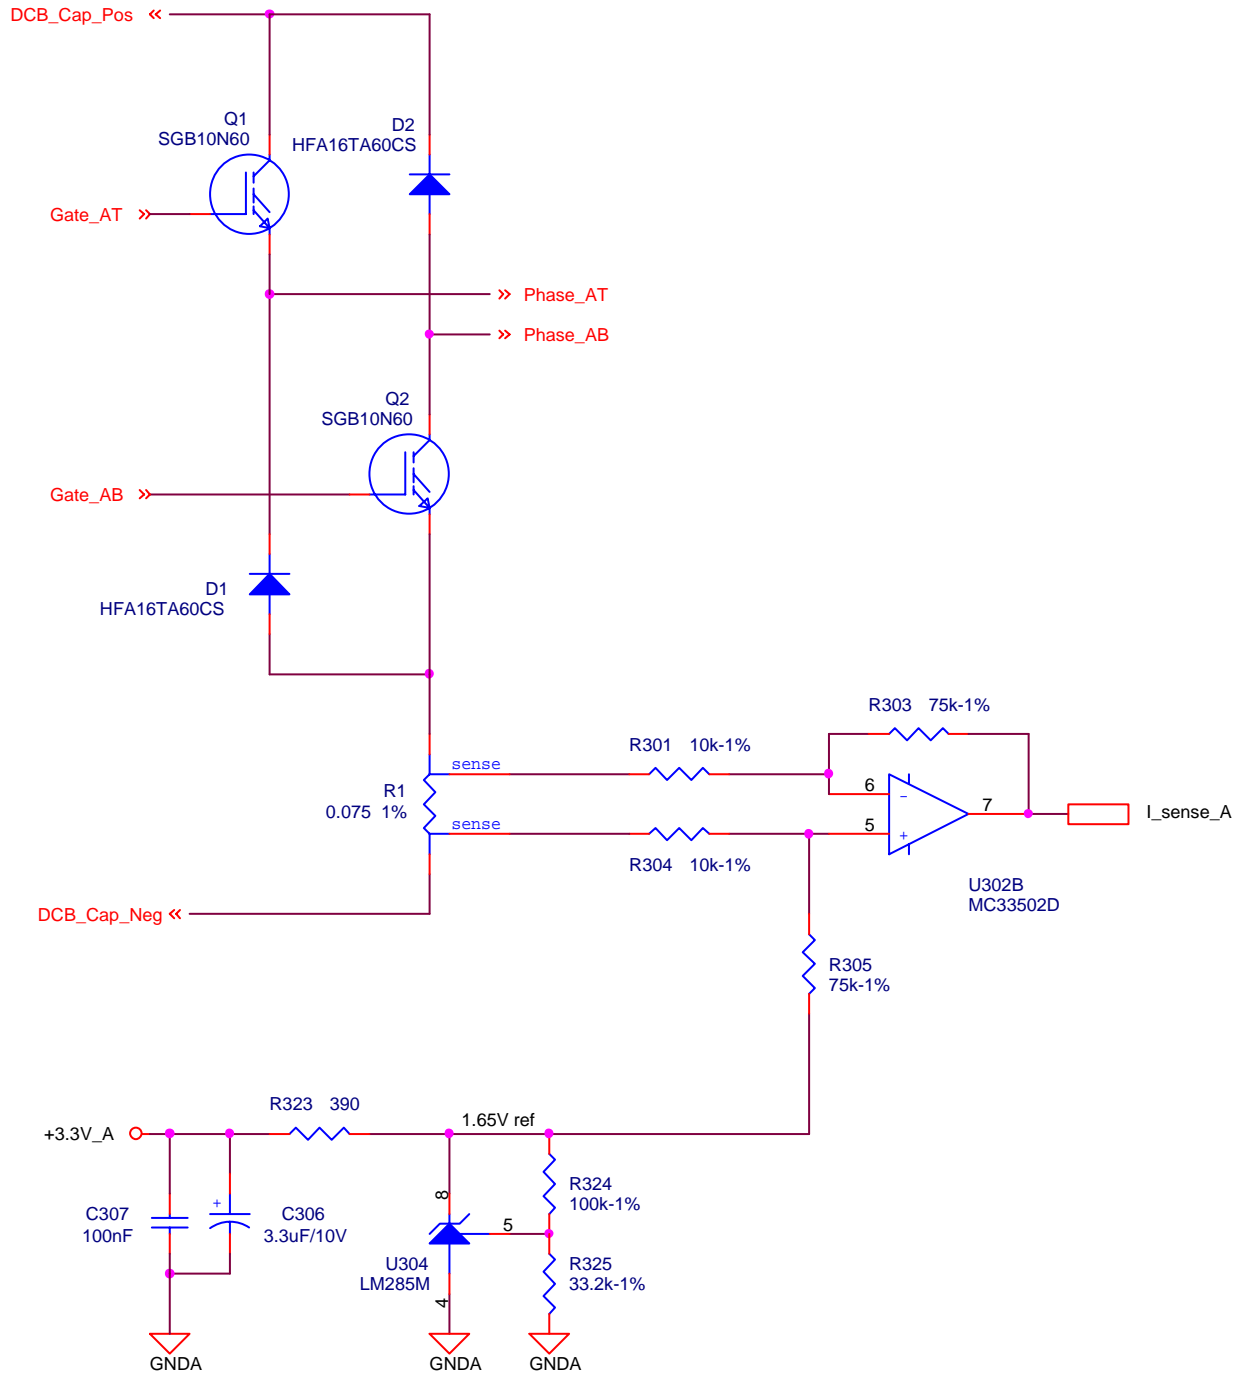 DCB_Cap_Pos
Q1
SGB10N60
D2
HFA16TA60CS
Gate_AT
Phase_AT
Phase_AB
Q2
SGB10N60
Gate_AB
D1
HFA16TA60CS
R303 75k-1%
R301 10k-1%
sense
R1
0.075 1%
6
7
I_sense_A
sense
5
R304 10k-1%
U302B
MC33502D
DCB_Cap_Neg
R305
75k-1%
R323 390
1.65V ref
+3.3V_A
8
R324
100k-1%
C307
100nF
+
C306
3.3uF/10V
5
U304
LM285M
R325
33.2k-1%
4
GNDA
GNDA
GNDA